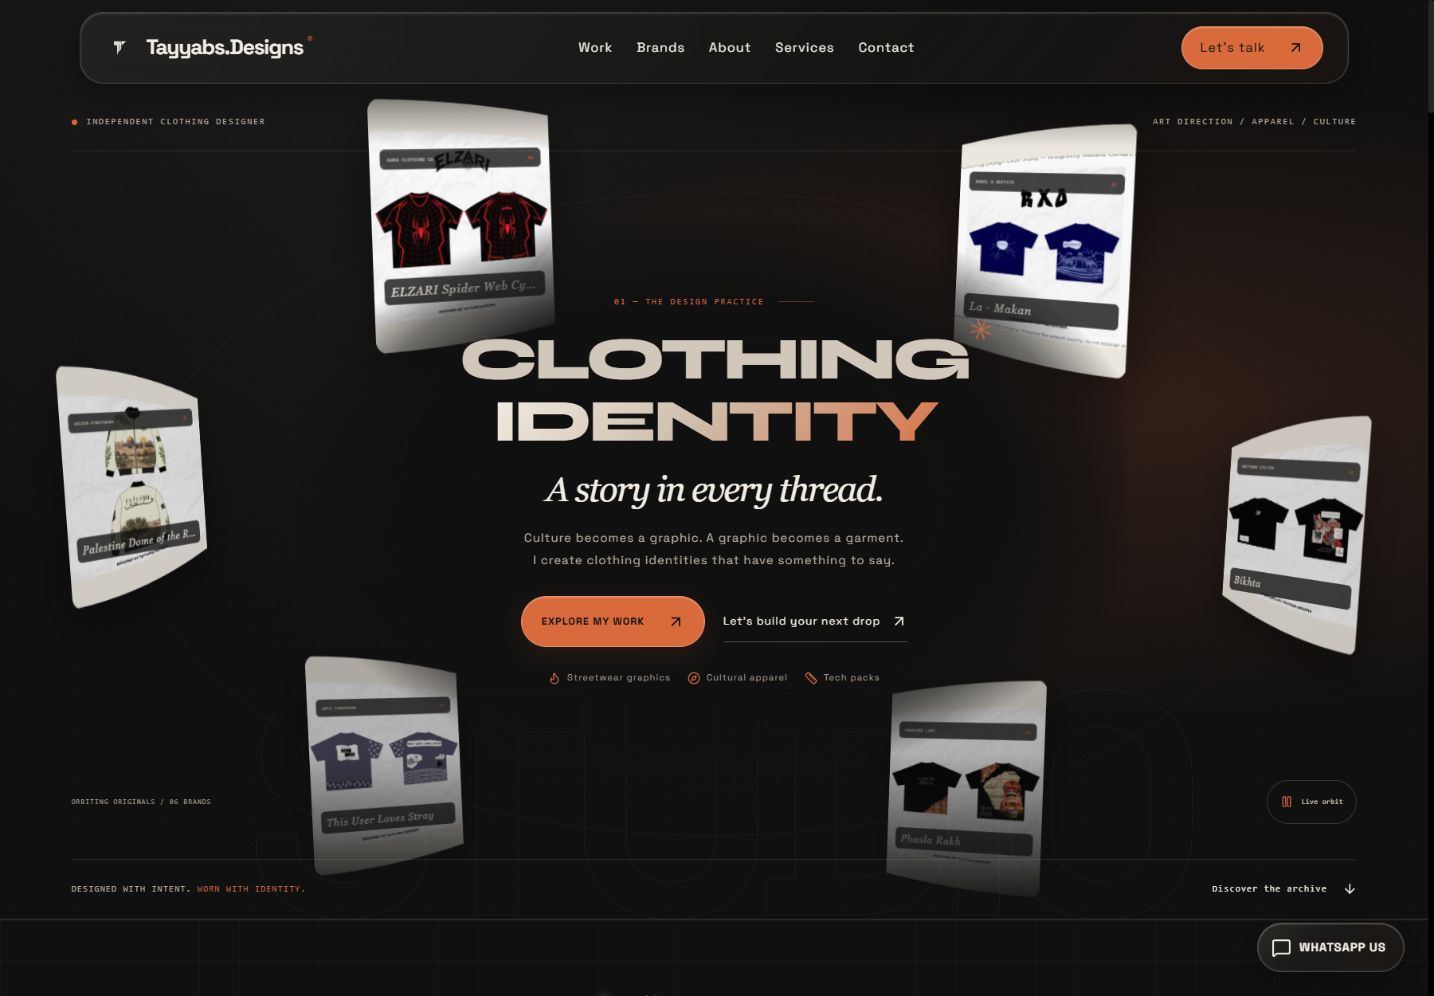 Tayyabs.Designs
Work
Brands
About
Services
Contact
Let's talk
INDEPENDENT CLOTHING DESIGNER
ART DIRECTION / APPAREL / CULTURE
ELZARI
ELZARI Spider Web Cy...
RXO
La - Makan
01 — THE DESIGN PRACTICE
CLOTHING
IDENTITY
A story in every thread.
Culture becomes a graphic. A graphic becomes a garment.
I create clothing identities that have something to say.
EXPLORE MY WORK
Let's build your next drop
Streetwear graphics
Cultural apparel
Tech packs
Palestine Dome of the R...
Bikhta
This User Loves Stray
Phasla Rakh
STUDIO
ORBITING ORIGINALS / 06 BRANDS
Live orbit
DESIGNED WITH INTENT. WORN WITH IDENTITY.
Discover the archive
WHATSAPP US